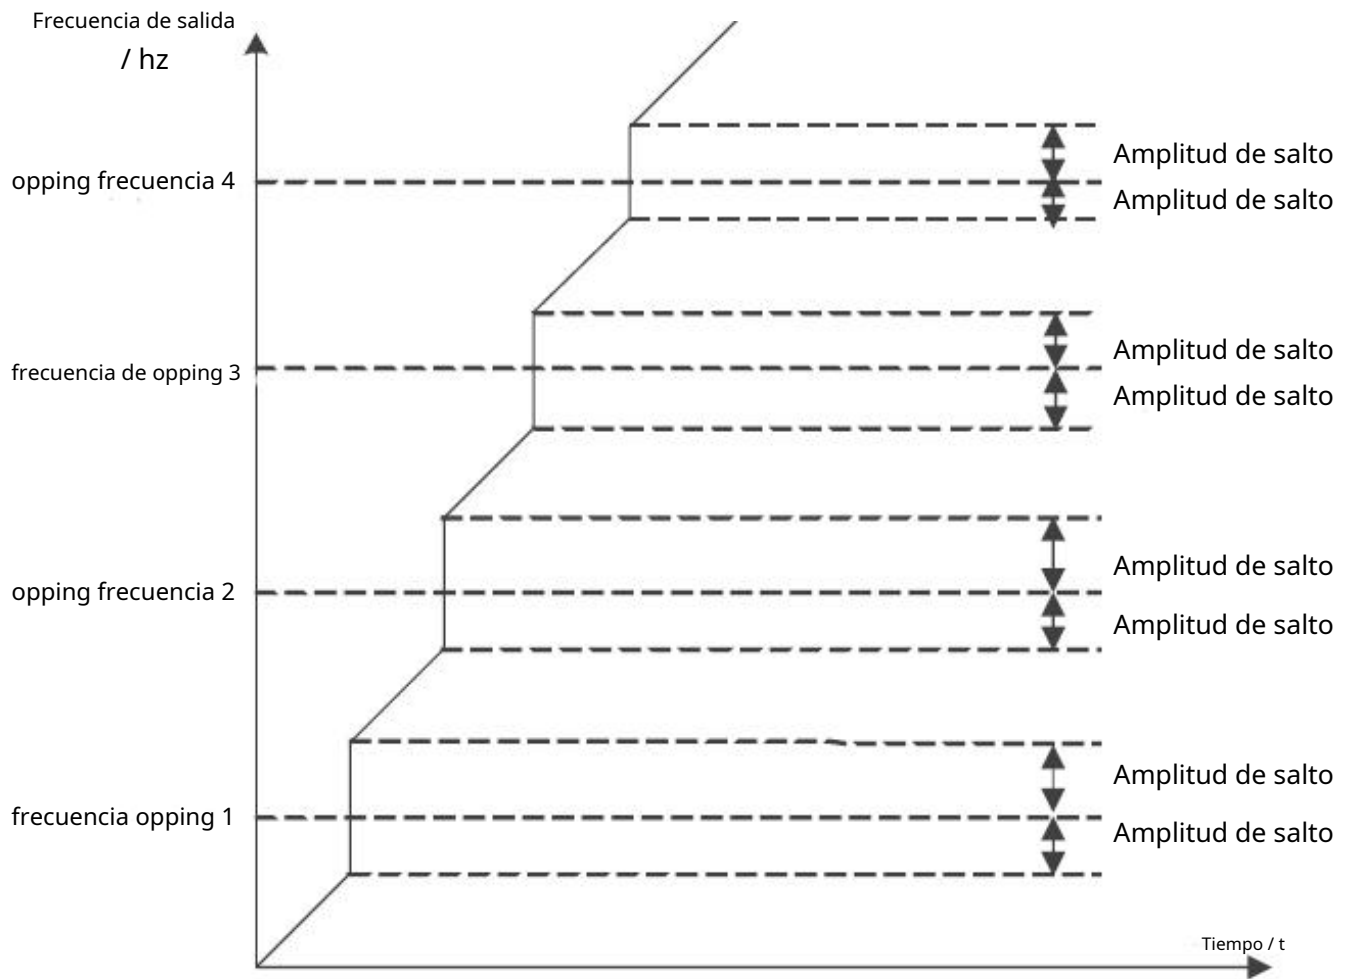 Frecuencia de salida
/ hz
opping frecuencia 4
Amplitud de salto
Amplitud de salto
frecuencia de opping 3
Amplitud de salto
Amplitud de salto
opping frecuencia 2
Amplitud de salto
Amplitud de salto
frecuencia opping 1
Amplitud de salto
Amplitud de salto
Tiempo / t